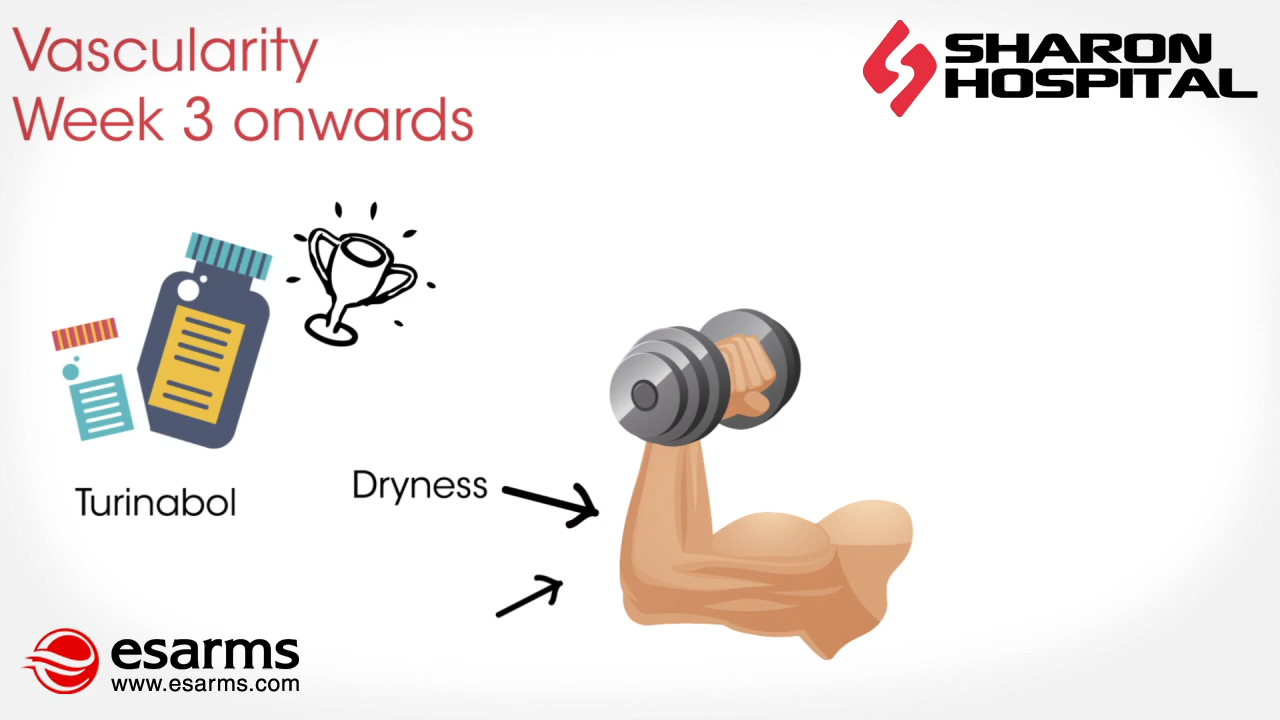 Vascularity
Week 3 onwards
SHARON
HOSPITAL
Turinabol
Dryness
esarms
www.esarms.com